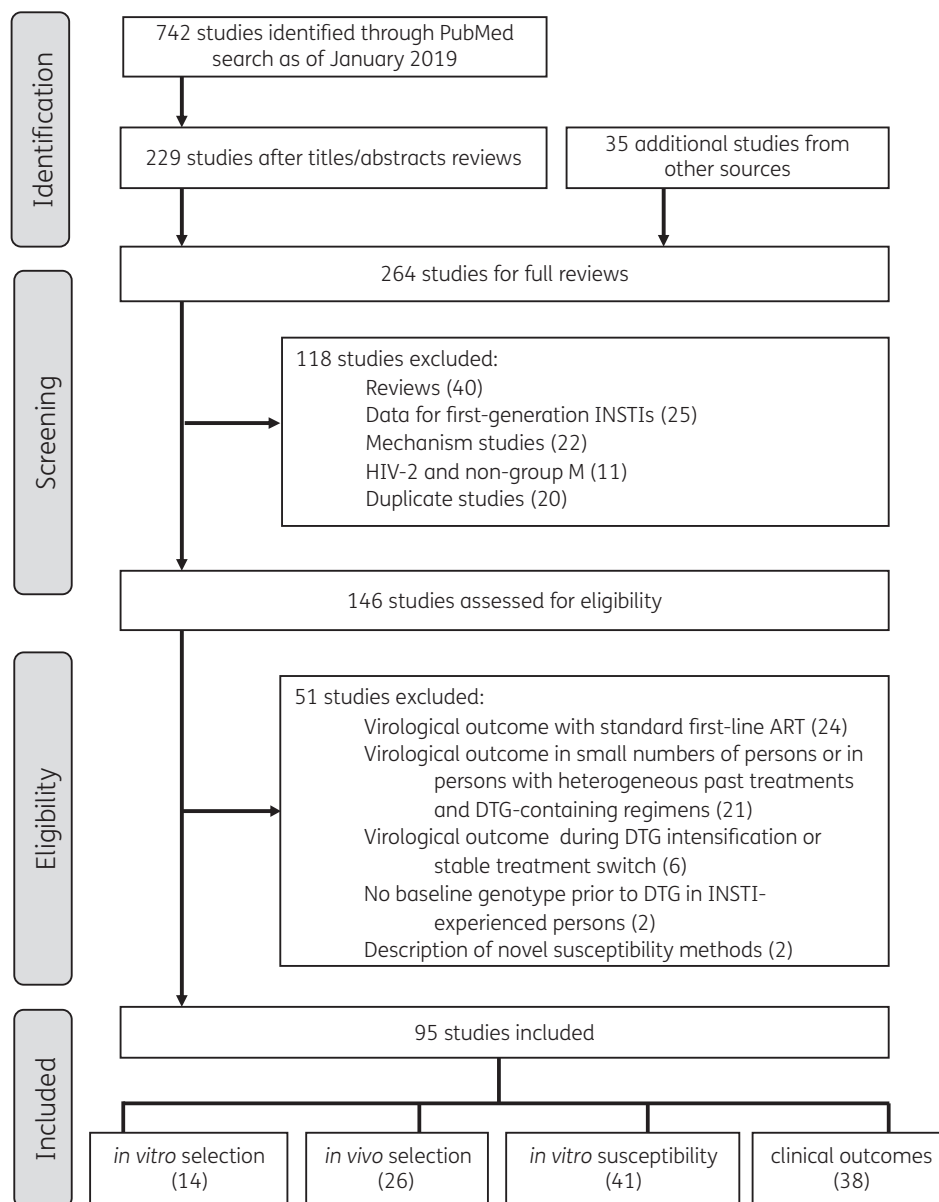 Identification
742 studies identified through PubMed
search as of January 2019
229 studies after titles/abstracts reviews
35 additional studies from
other sources
264 studies for full reviews
Screening
118 studies excluded:
Reviews (40)
Data for first-generation INSTIs (25)
Mechanism studies (22)
HIV-2 and non-group M (11)
Duplicate studies (20)
146 studies assessed for eligibility
Eligibility
51 studies excluded:
Virological outcome with standard first-line ART (24)
Virological outcome in small numbers of persons or in
persons with heterogeneous past treatments
and DTG-containing regimens (21)
Virological outcome during DTG intensification or
stable treatment switch (6)
No baseline genotype prior to DTG in INSTI-
experienced persons (2)
Description of novel susceptibility methods (2)
Included
95 studies included
in vitro selection
(14)
in vivo selection
(26)
in vitro susceptibility
(41)
clinical outcomes
(38)